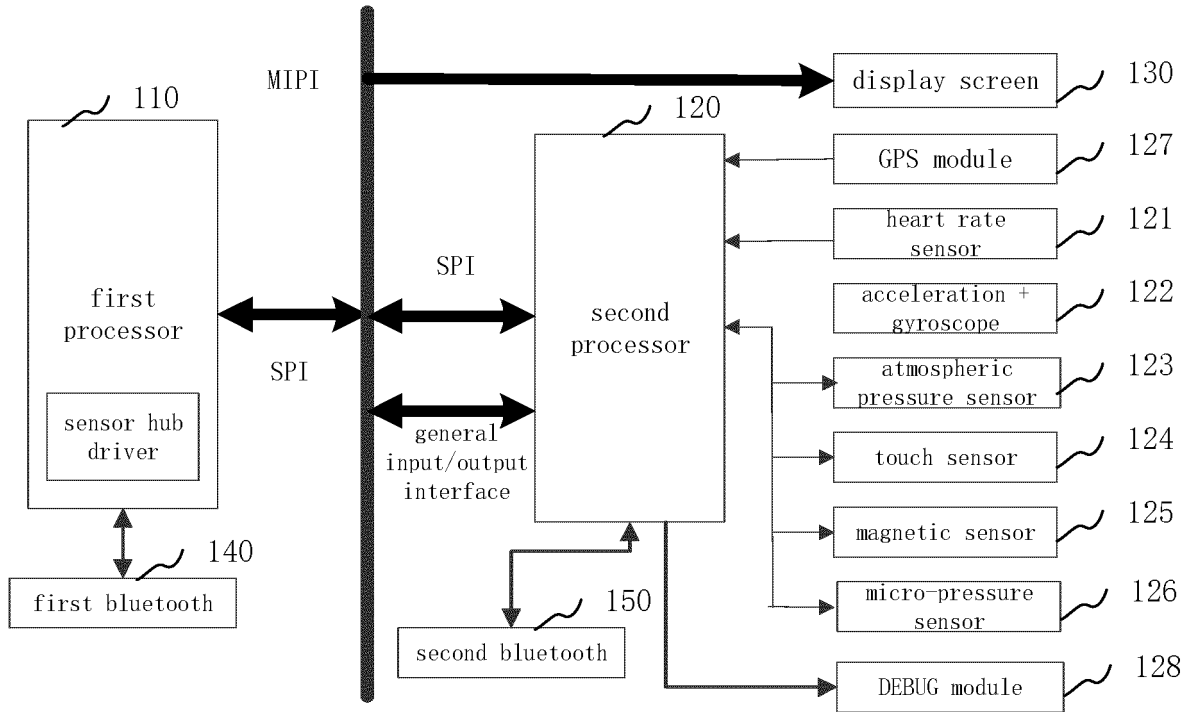 MIPI
display screen
130
110
120
GPS module
127
heart rate
sensor
121
SPI
acceleration +
gyroscope
122
first
processor
second
processor
SPI
atmospheric
pressure sensor
123
sensor hub
driver
general
input/output
interface
touch sensor
124
magnetic sensor
125
140
first bluetooth
150
second bluetooth
micro-pressure
sensor
126
DEBUG module
128